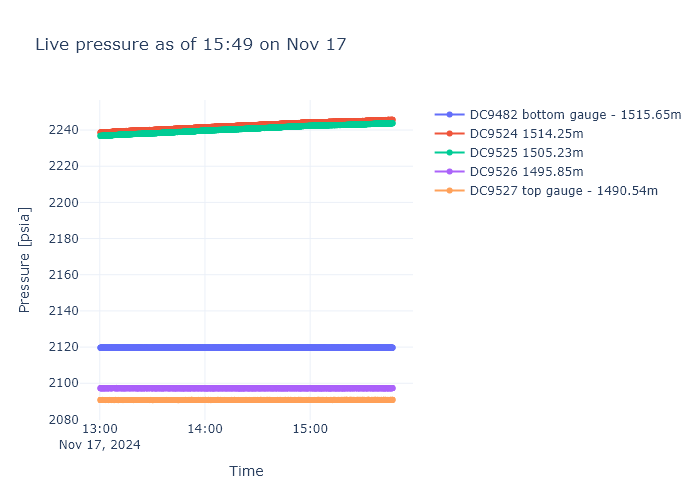 Live pressure as of 15:49 on Nov 17
DC9482 bottom gauge - 1515.65m
DC9524 1514.25m
DC9525 1505.23m
DC9526 1495.85m
DC9527 top gauge - 1490.54m
Pressure [psia]
2240
2220
2200
2180
2160
2140
2120
2100
2080
13:00
14:00
15:00
Nov 17, 2024
Time